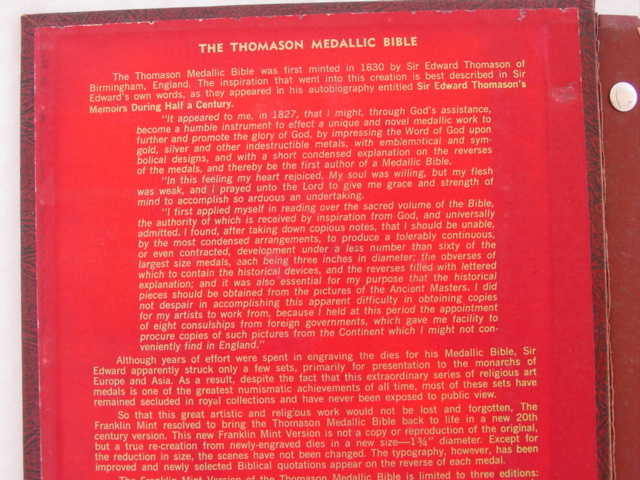 THE THOMASON MEDALLIC BIBLE
The Thomason Medallic Bible was first minted in 1830 by Sir Edward Thomason of
Birmingham, England. The inspiration that went into this creation is best described in Sir
Edward's own words, as they appeared in his autobiography entitled Sir Edward Thomason's
Memoirs During Half a Century.
"It appeared to me, in 1827, that I might, through God's assistance,
become a humble instrument to effect a unique and novel medallic work to
further and promote the glory of God, by impressing the Word of God upon
gold, silver and other indestructible metals, with emblematical and sym-
bolical designs, and with a short condensed explanation on the reverses
of the medals, and thereby be the first author of a Medallic Bible.
"In this feeling my heart rejoiced, My soul was willing, but my flesh
was weak, and I prayed unto the Lord to give me grace and strength of
mind to accomplish so arduous an undertaking.
"I first applied myself in reading over the sacred volume of the Bible,
the authority of which is received by inspiration from God, and universally
admitted. I found, after taking down copious notes, that I should be unable,
by the most condensed arrangements, to produce a tolerably continuous,
or even contracted, development under a less number than sixty of the
largest size medals, each being three inches in diameter; the obverses of
which to contain the historical devices, and the reverses filled with lettered
explanation; and it was also essential for my purpose that the historical
pieces should be obtained from the pictures of the Ancient Masters. I did
not despair in accomplishing this apparent difficulty in obtaining copies
for my artists to work from, because I held at this period the appointment
of eight consulships from foreign governments, which gave me facility to
procure copies of such pictures from the Continent which I might not con-
veniently find in England."
Although years of effort were spent in engraving the dies for his Medallic Bible, Sir
Edward apparently struck only a few sets, primarily for presentation to the monarchs of
Europe and Asia. As a result, despite the fact that this extraordinary series of religious art
medals is one of the greatest numismatic achievements of all time, most of these sets have
remained secluded in royal collections and have never been exposed to public view.
So that this great artistic and religious work would not be lost and forgotten, The
Franklin Mint resolved to bring the Thomason Medallic Bible back to life in a new 20th
century version. This new Franklin Mint Version is not a copy or reproduction of the original,
but a true re-creation from newly-engraved dies in a new size—1¾" diameter. Except for
the reduction in size, the scenes have not been changed. The typography, however, has been
improved and newly selected Biblical quotations appear on the reverse of each medal.
The Franklin Mint Version of the Thomason Medallic Bible is limited to three editions: